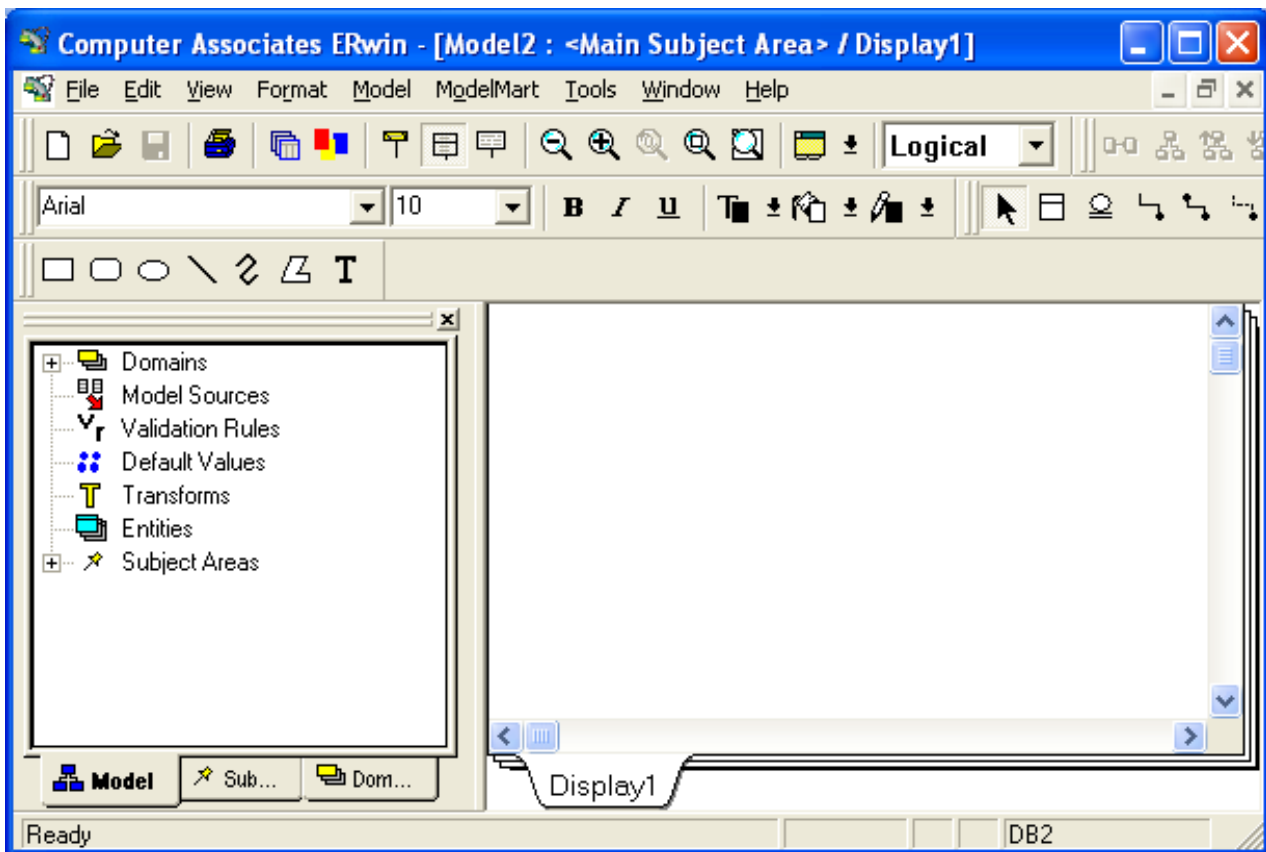 Computer Associates ERwin - [Model2 : <Main Subject Area> / Display1]
File Edit View Format Model ModelMart Tools Window Help
Logical
Arial 10 B I U T
T
Domains
Model Sources
Validation Rules
Default Values
Transforms
Entities
Subject Areas
Model Sub... Dom...
Display1
Ready DB2